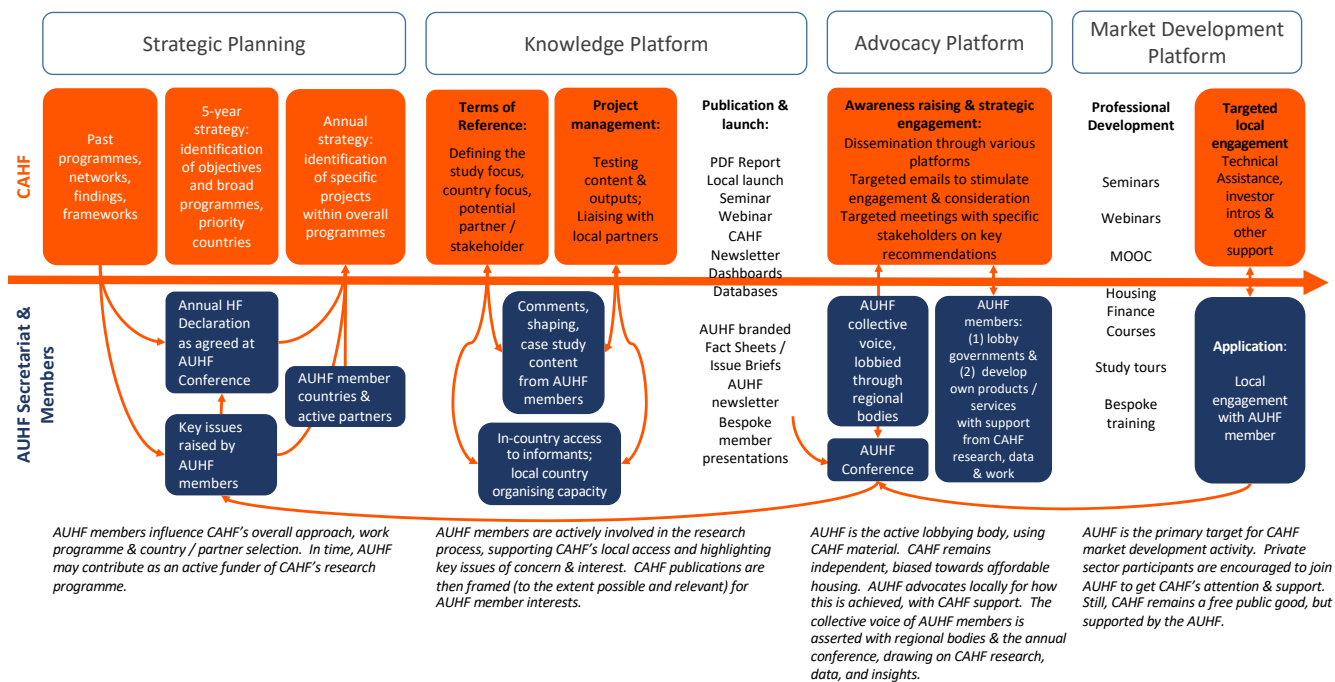 Strategic Planning
Knowledge Platform
Advocacy Platform
Market Development
Platform
CAHF
Past
programmes,
networks,
findings,
frameworks
5-year
strategy:
identification
of objectives
and broad
programmes,
priority
countries
Annual
strategy:
identification
of specific
projects
within overall
programmes
Terms of
Reference:
Defining the
study focus,
country focus,
potential
partner /
stakeholder
Project
management:
Testing
content &
outputs;
Liaising with
local partners
Publication &
launch:
PDF Report
Local launch
Seminar
Webinar
CAHF
Newsletter
Dashboards
Databases
AUHF branded
Fact Sheets /
Issue Briefs
AUHF
newsletter
Bespoke
member
presentations
Awareness raising & strategic
engagement:
Dissemination through various
platforms
Targeted emails to stimulate
engagement & consideration
Targeted meetings with specific
stakeholders on key
recommendations
Professional
Development
Seminars
Webinars
MOOC
Housing
Finance
Courses
Study tours
Bespoke
training
Targeted
local
engagement
Technical
Assistance,
investor
intros &
other
support
AUHF Secretariat &
Members
Annual HF
Declaration
as agreed at
AUHF
Conference
Key issues
raised by
AUHF
members
AUHF member
countries &
active partners
Comments,
shaping,
case study
content
from AUHF
members
In-country access
to informants;
local country
organising capacity
AUHF
collective
voice,
lobbied
through
regional
bodies
AUHF
Conference
AUHF
members:
(1) lobby
governments &
(2) develop
own products /
services
with support
from CAHF
research, data
& work
Application:
Local
engagement
with AUHF
member
AUHF members influence CAHF's overall approach, work
programme & country / partner selection. In time, AUHF
may contribute as an active funder of CAHF's research
programme.
AUHF members are actively involved in the research
process, supporting CAHF's local access and highlighting
key issues of concern & interest. CAHF publications are
then framed (to the extent possible and relevant) for
AUHF member interests.
AUHF is the active lobbying body, using
CAHF material. CAHF remains
independent, biased towards affordable
housing. AUHF advocates locally for how
this is achieved, with CAHF support. The
collective voice of AUHF members is
asserted with regional bodies & the annual
conference, drawing on CAHF research,
data, and insights.
AUHF is the primary target for CAHF
market development activity. Private
sector participants are encouraged to join
AUHF to get CAHF's attention & support.
Still, CAHF remains a free public good, but
supported by the AUHF.